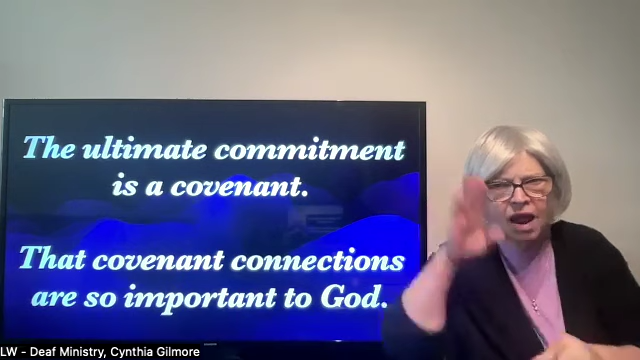 The ultimate commitment
is a covenant.
That covenant connections
are so important to God.
LW - Deaf Ministry, Cynthia Gilmore